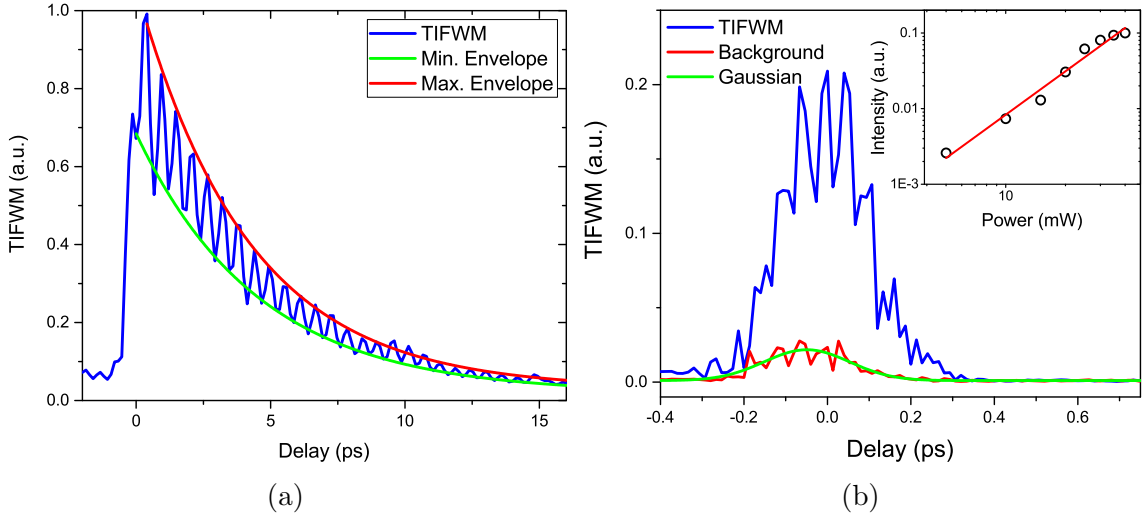 1.0
0.8
0.6
0.4
0.2
0.0
TIFWM (a.u.)
TIFWM
Min. Envelope
Max. Envelope
0 5 10 15
Delay (ps)
(a)
0.2
0.1
0.0
TIFWM (a.u.)
TIFWM
Background
Gaussian
0.1
0.01
1E-3
Intensity (a.u.)
10
Power (mW)
-0.4 -0.2 0.0 0.2 0.4 0.6
Delay (ps)
(b)